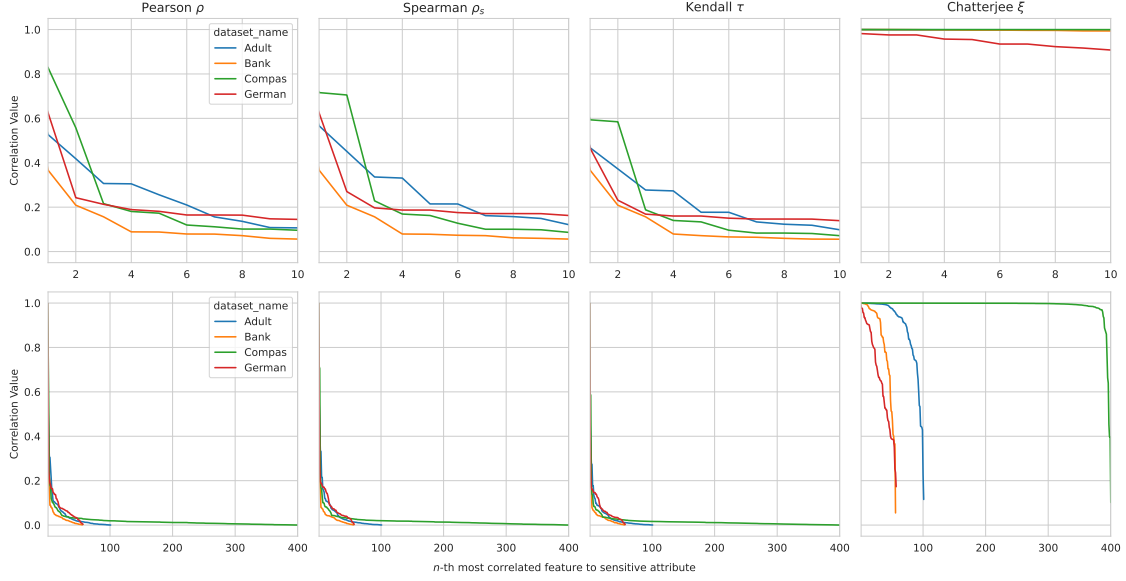 Pearson ρ
Spearman ρs
Kendall τ
Chatterjee ξ
Correlation Value
1.0
0.8
0.6
0.4
0.2
0.0
dataset_name
Adult
Bank
Compas
German
2 4 6 8 10
2 4 6 8 10
2 4 6 8 10
2 4 6 8 10
Correlation Value
1.0
0.8
0.6
0.4
0.2
0.0
dataset_name
Adult
Bank
Compas
German
100 200 300 400
100 200 300 400
100 200 300 400
100 200 300 400
n-th most correlated feature to sensitive attribute